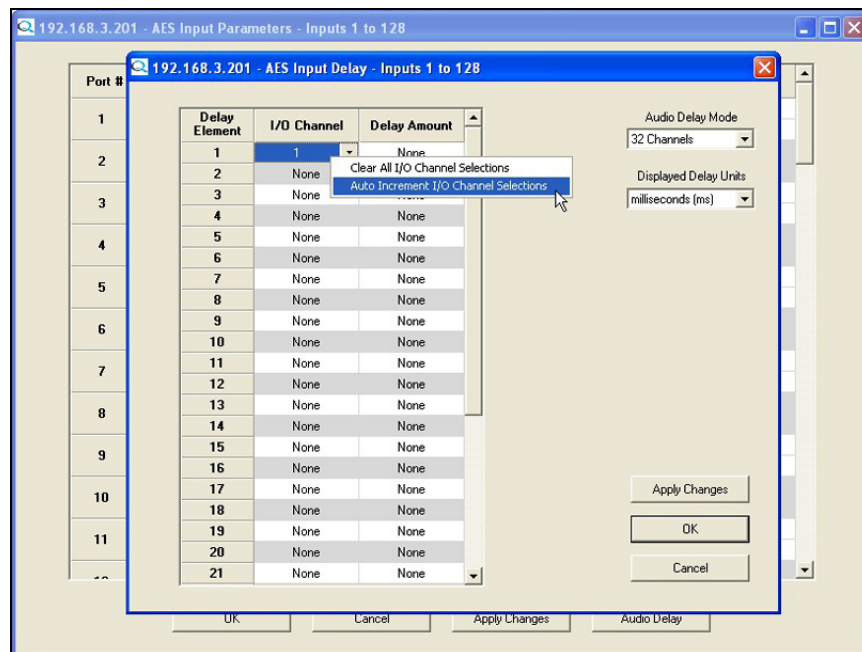 192.168.3.201 - AES Input Parameters - Inputs 1 to 128
192.168.3.201 - AES Input Delay - Inputs 1 to 128
Port #
1
2
3
4
5
6
7
8
9
10
11
Delay Element I/O Channel Delay Amount
1 1 None
2 None
3 None
4 None None
5 None None
6 None None
7 None None
8 None None
9 None None
10 None None
11 None None
12 None None
13 None None
14 None None
15 None None
16 None None
17 None None
18 None None
19 None None
20 None None
21 None None
Clear All I/O Channel Selections
Auto Increment I/O Channel Selections
Audio Delay Mode
32 Channels
Displayed Delay Units
milliseconds (ms)
Apply Changes
OK
Cancel
OK Cancel Apply Changes Audio Delay